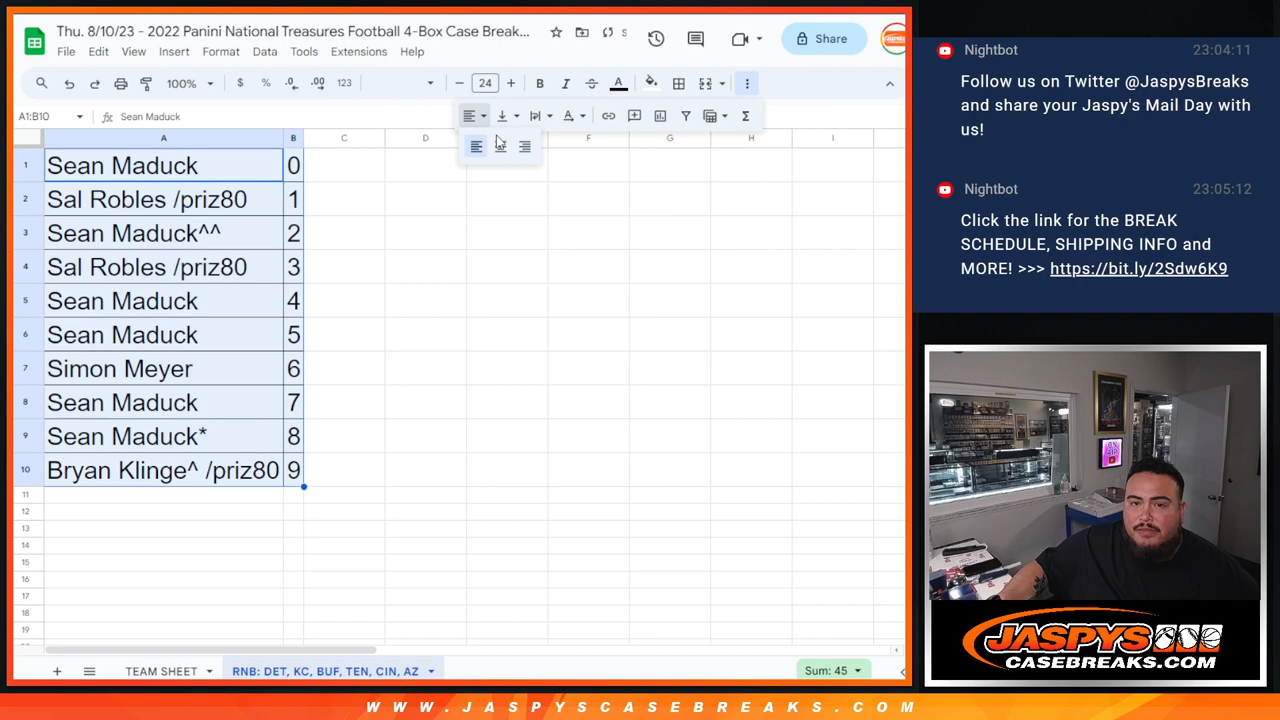 Thu. 8/10/23 - 2022 Panini National Treasures Football 4-Box Case Break...
File Edit View Insert Format Data Tools Extensions Help
Share
100% $ % .0 .00 123 24
A1:B10 fx Sean Maduck
A B C D F G H I
1 Sean Maduck 0
2 Sal Robles /priz80 1
3 Sean Maduck^^ 2
4 Sal Robles /priz80 3
5 Sean Maduck 4
6 Sean Maduck 5
7 Simon Meyer 6
8 Sean Maduck 7
9 Sean Maduck* 8
10 Bryan Klinge^ /priz80 9
11
12
13
14
15
16
17
18
19
TEAM SHEET
RNB: DET, KC, BUF, TEN, CIN, AZ
Sum: 45
Nightbot 23:04:11
Follow us on Twitter @JaspysBreaks
and share your Jaspy's Mail Day with
us!
Nightbot 23:05:12
Click the link for the BREAK
SCHEDULE, SHIPPING INFO and
MORE! >>> https://bit.ly/2Sdw6K9
JASPYS
CASEBREAKS.COM
WWW.JASPYSCASEBREAKS.COM